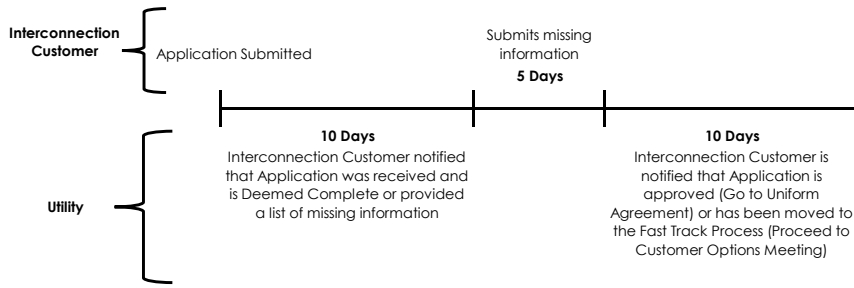 Interconnection
Customer
Application Submitted
Submits missing
information
5 Days
10 Days
Interconnection Customer notified
that Application was received and
is Deemed Complete or provided
a list of missing information
10 Days
Interconnection Customer is
notified that Application is
approved (Go to Uniform
Agreement) or has been moved to
the Fast Track Process (Proceed to
Customer Options Meeting)
Utility